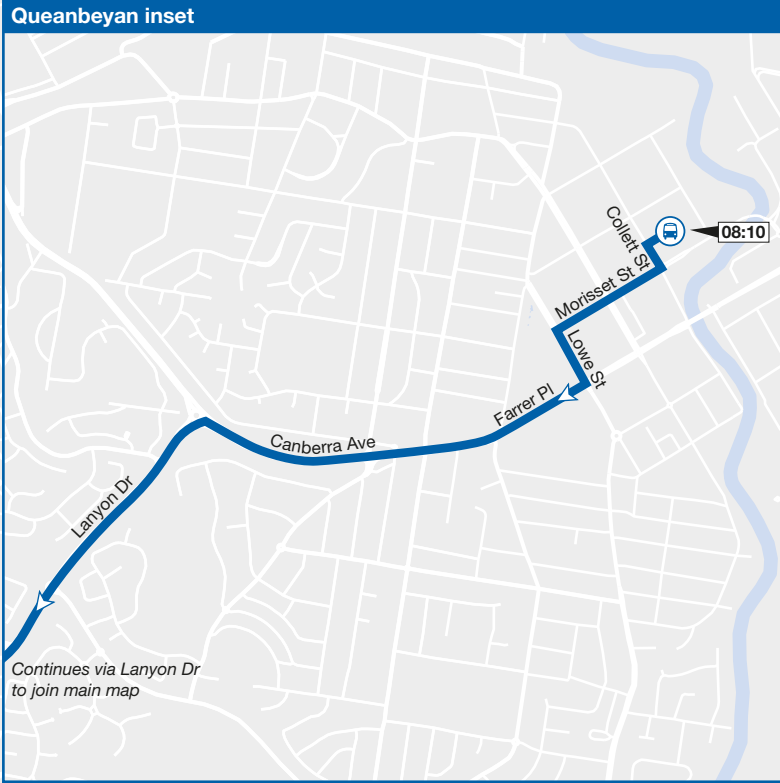 Queanbeyan inset
Collett St
08:10
Morisset St
Lowe St
Farrer Pl
Canberra Ave
Lanyon Dr
Continues via Lanyon Dr
to join main map